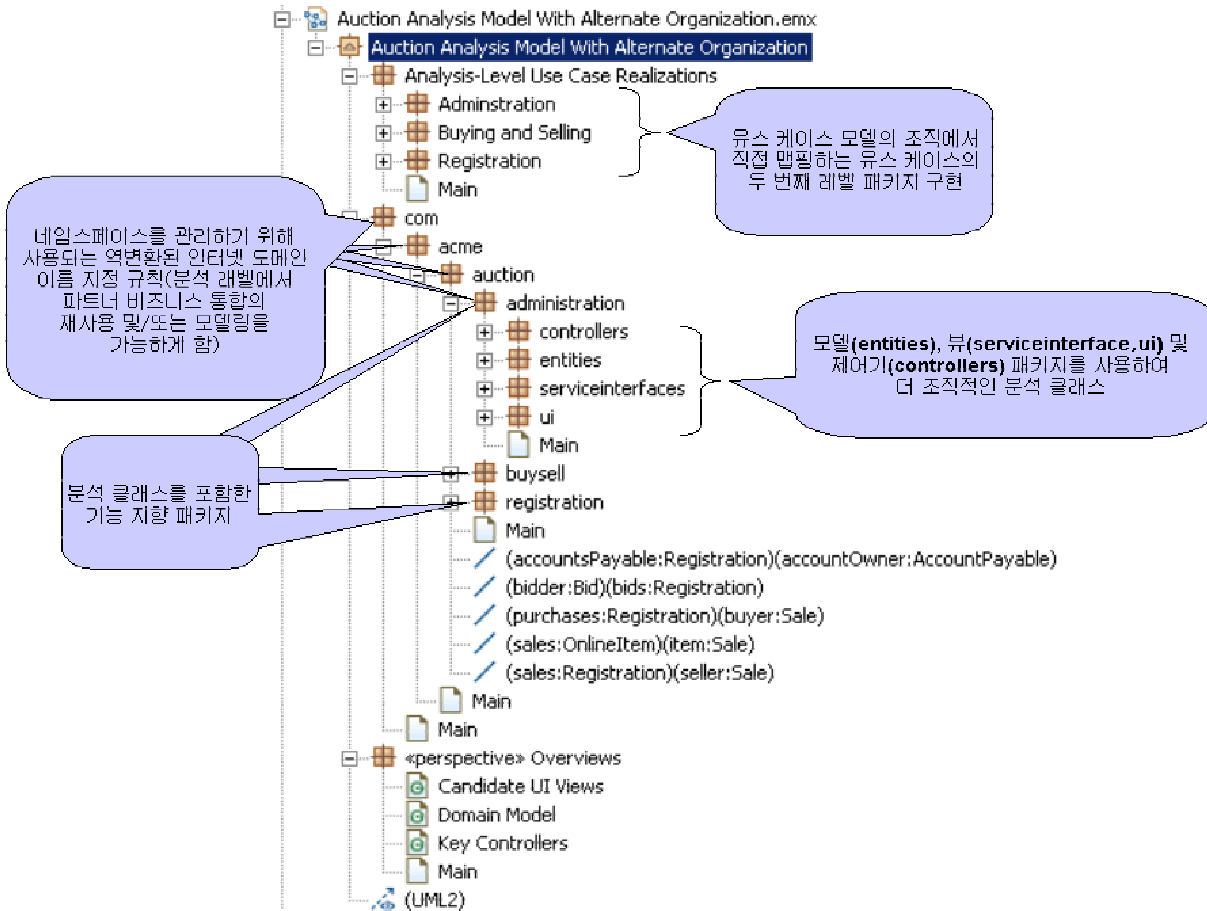 Auction Analysis Model With Alternate Organization.emx
Auction Analysis Model With Alternate Organization
Analysis-Level Use Case Realizations
Adminstration
Buying and Selling
Registration
Main
유스 케이스 모델의 조직에서
직접 맵핑하는 유스 케이스의
두 번째 레벨 패키지 구현
com
acme
auction
administration
네임스페이스를 관리하기 위해
사용되는 역변환된 인터넷 도메인
이름 지정 규칙(분석 래벨에서
파트너 비즈니스 통합의
재사용 및/또는 모델링을
가능하게 함)
controllers
entities
serviceinterfaces
ui
Main
모델(entities), 뷰(serviceinterface,ui) 및
제어기(controllers) 패키지를 사용하여
더 조직적인 분석 클래스
buysell
registration
분석 클래스를 포함한
기능 지향 패키지
Main
(accountsPayable:Registration)(accountOwner:AccountPayable)
(bidder:Bid)(bids:Registration)
(purchases:Registration)(buyer:Sale)
(sales:OnlineItem)(item:Sale)
(sales:Registration)(seller:Sale)
Main
Main
«perspective» Overviews
Candidate UI Views
Domain Model
Key Controllers
Main
(UML2)